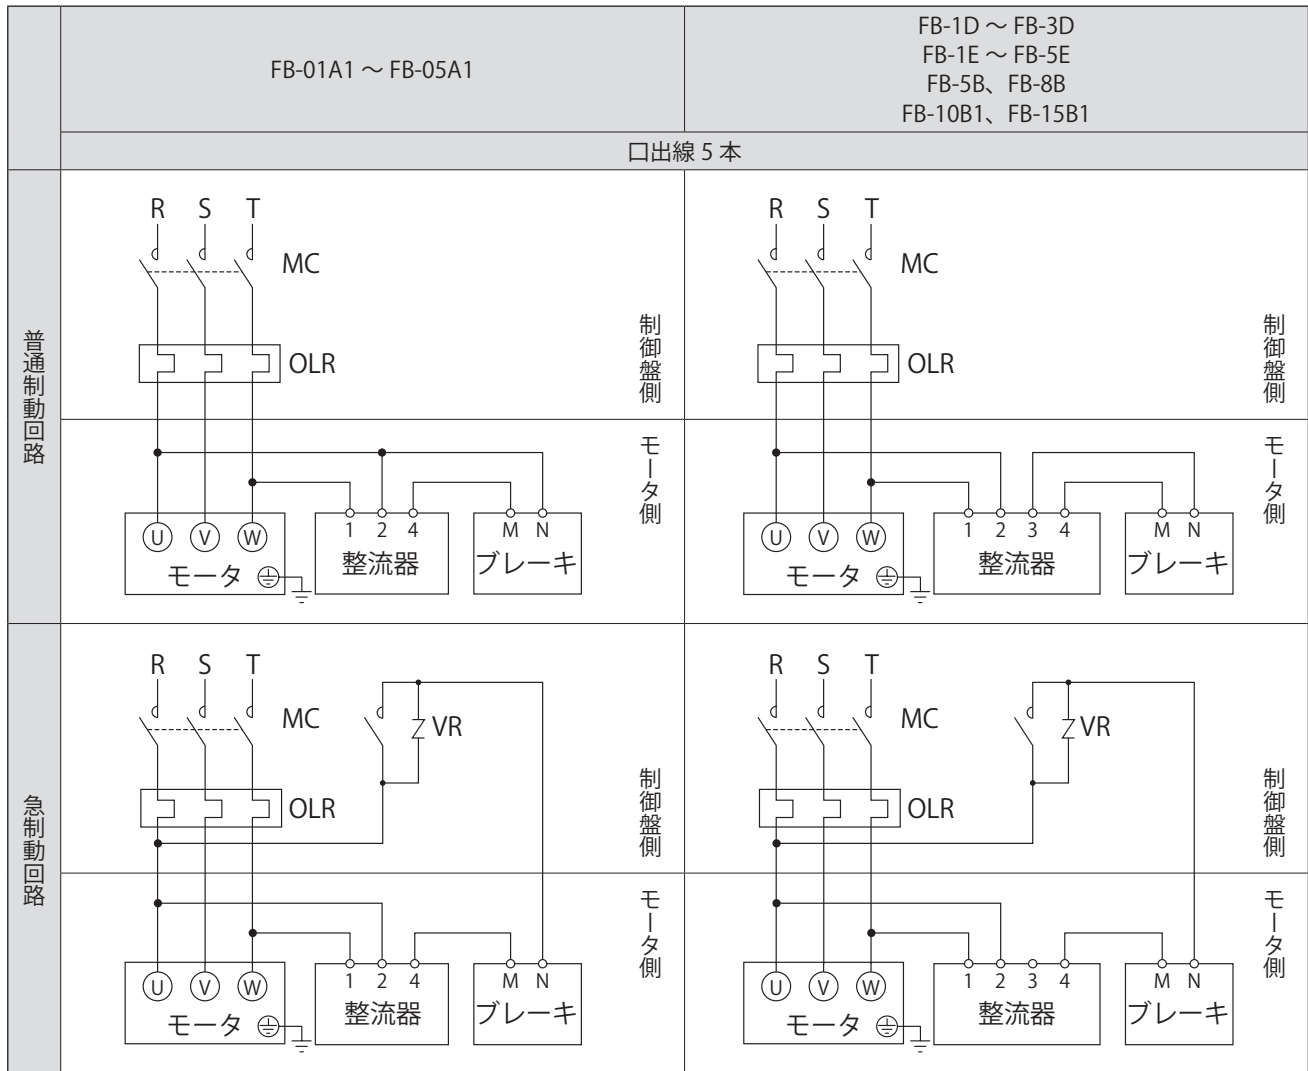 FB-01A1 ～ FB-05A1
FB-1D ～ FB-3D
FB-1E ～ FB-5E
FB-5B、FB-8B
FB-10B1、FB-15B1
口出線 5 本
普通制動回路
R S T
MC
OLR
制御盤側
モータ側
U V W
モータ
1 2 4
整流器
M N
ブレーキ
R S T
MC
OLR
制御盤側
モータ側
U V W
モータ
1 2 3 4
整流器
M N
ブレーキ
急制動回路
R S T
MC
VR
OLR
制御盤側
モータ側
U V W
モータ
1 2 4
整流器
M N
ブレーキ
R S T
MC
VR
OLR
制御盤側
モータ側
U V W
モータ
1 2 3 4
整流器
M N
ブレーキ